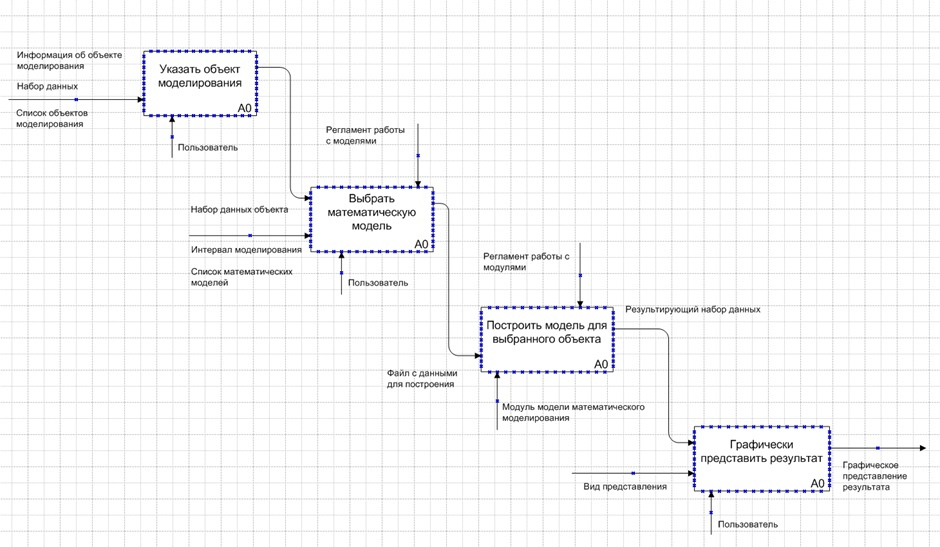 Информация об объекте
моделирования
Набор данных
Список объектов
моделирования
Указать объект
моделирования
A0
Пользователь
Регламент работы
с моделями
Набор данных объекта
Интервал моделирования
Список математических
моделей
Выбрать
математическую
модель
A0
Пользователь
Регламент работы с
модулями
Файл с данными
для построения
Построить модель для
выбранного объекта
A0
Результирующий набор данных
Модуль модели математического
моделирования
Вид представления
Графически
представить результат
A0
Графическое
представление
результата
Пользователь